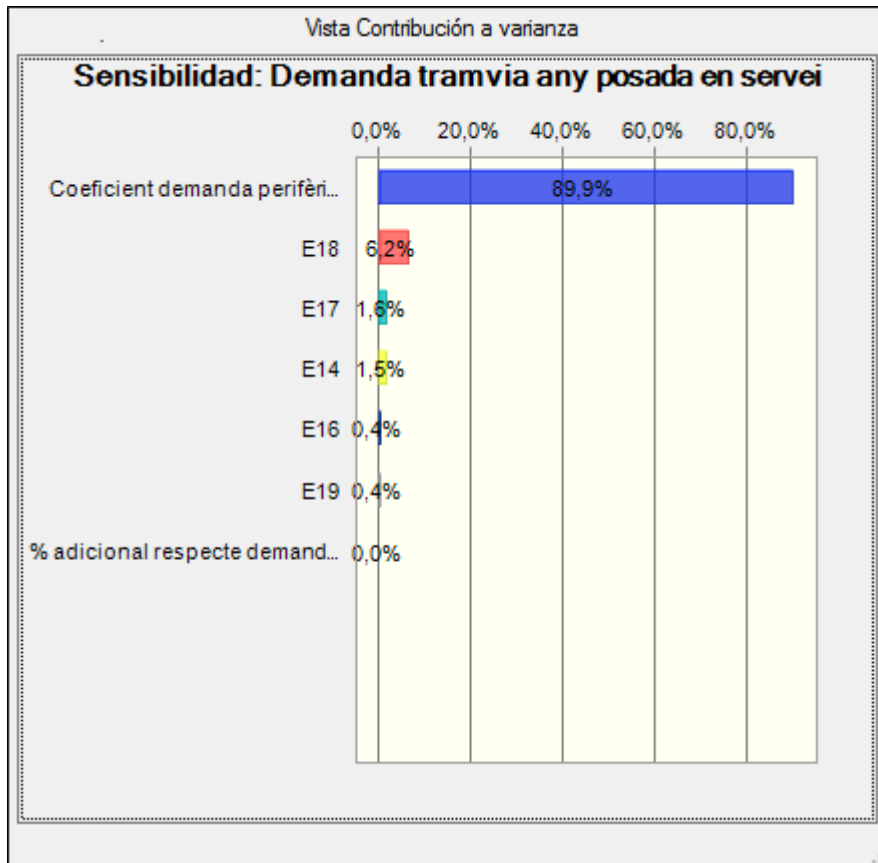 Vista Contribución a varianza
Sensibilidad: Demanda tramvia any posada en servei
0,0% 20,0% 40,0% 60,0% 80,0%
Coeficient demanda perifèri... 89,9%
E18 6,2%
E17 1,6%
E14 1,5%
E16 0,4%
E19 0,4%
% adicional respecte demand... 0,0%